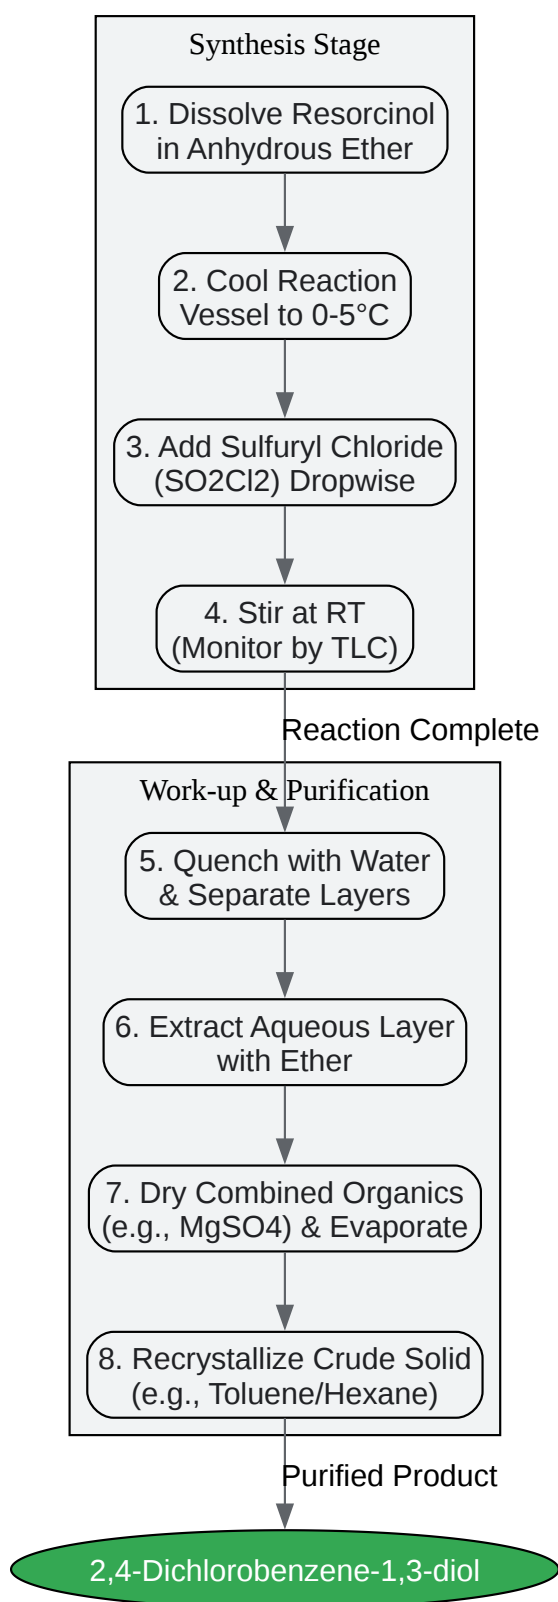 Synthesis Stage
1. Dissolve Resorcinol
in Anhydrous Ether
2. Cool Reaction
Vessel to 0-5°C
3. Add Sulfuryl Chloride
(SO2Cl2) Dropwise
4. Stir at RT
(Monitor by TLC)
Reaction Complete
Work-up & Purification
5. Quench with Water
& Separate Layers
6. Extract Aqueous Layer
with Ether
7. Dry Combined Organics
(e.g., MgSO4) & Evaporate
8. Recrystallize Crude Solid
(e.g., Toluene/Hexane)
Purified Product
2,4-Dichlorobenzene-1,3-diol